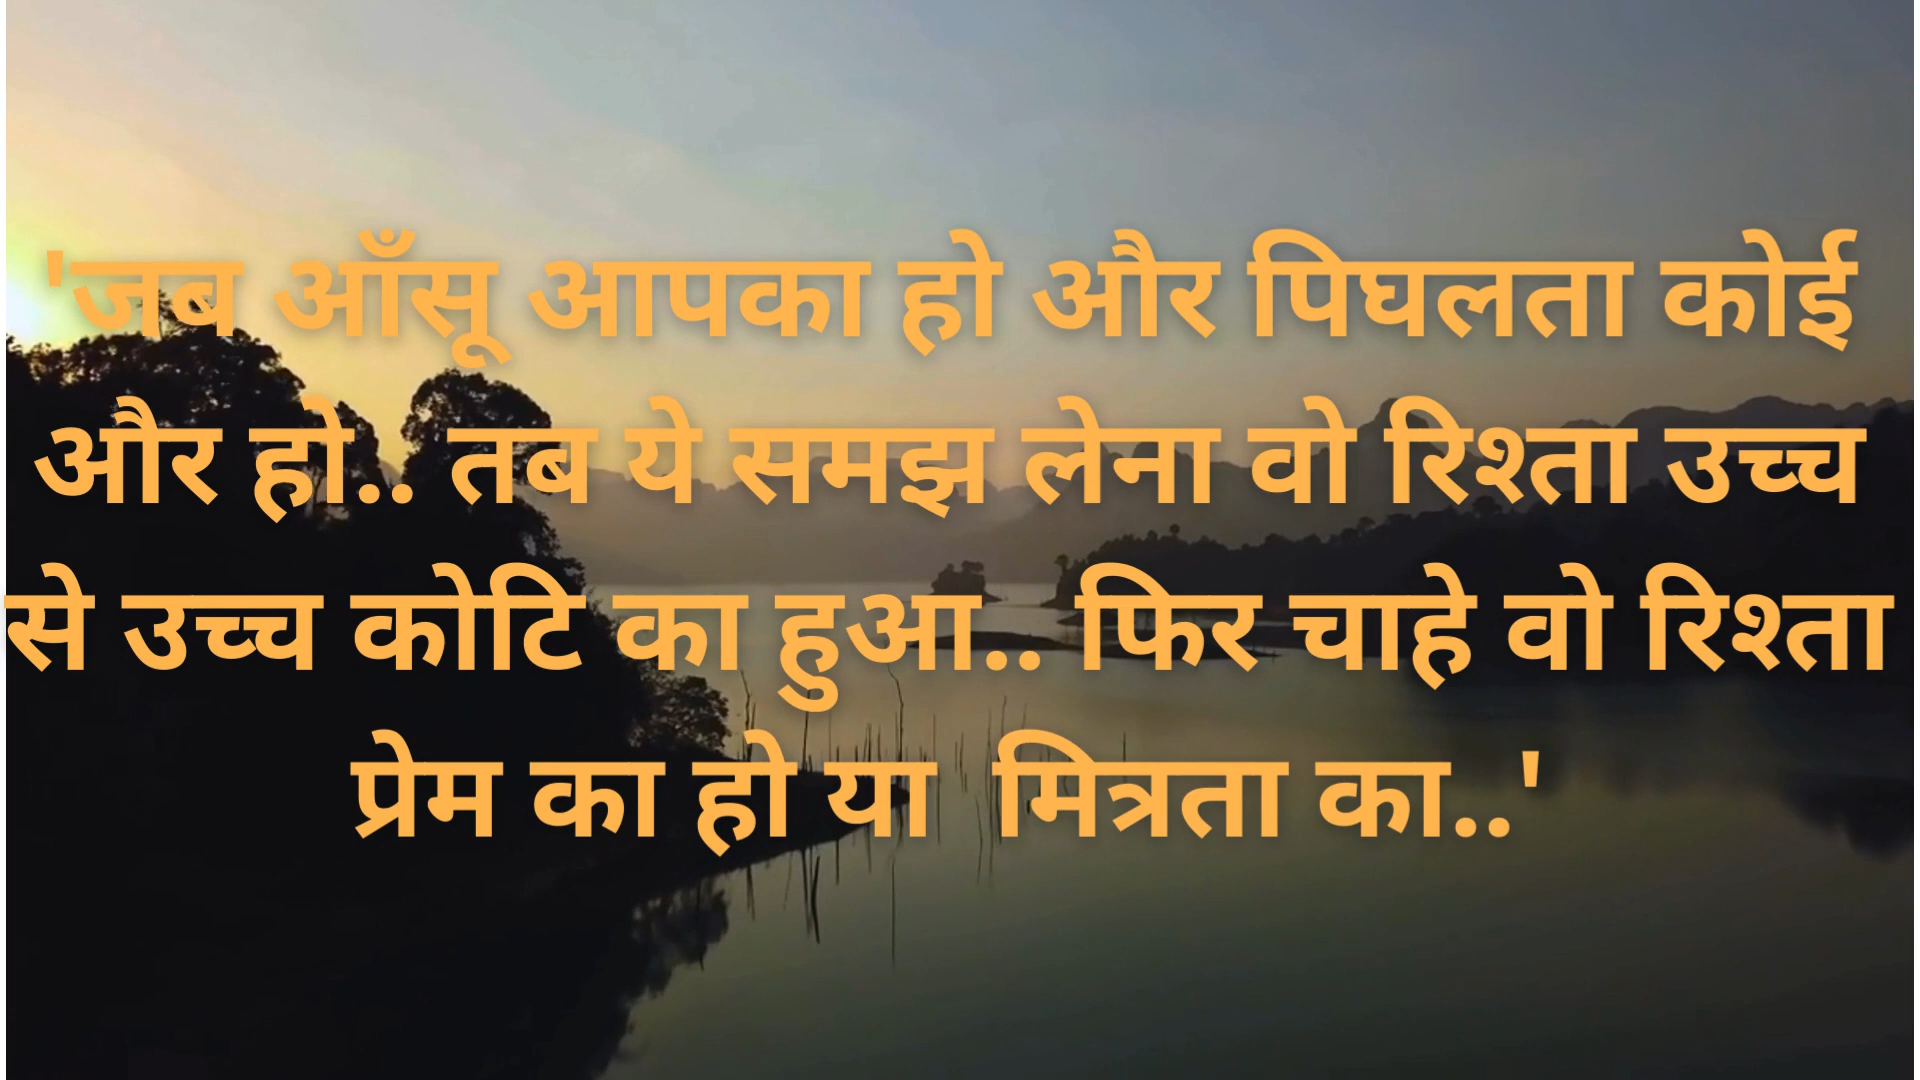 'जब आँसू आपका हो और पिघलता कोई
और हो.. तब ये समझ लेना वो रिश्ता उच्च
से उच्च कोटि का हुआ.. फिर चाहे वो रिश्ता
प्रेम का हो या  मित्रता का..'